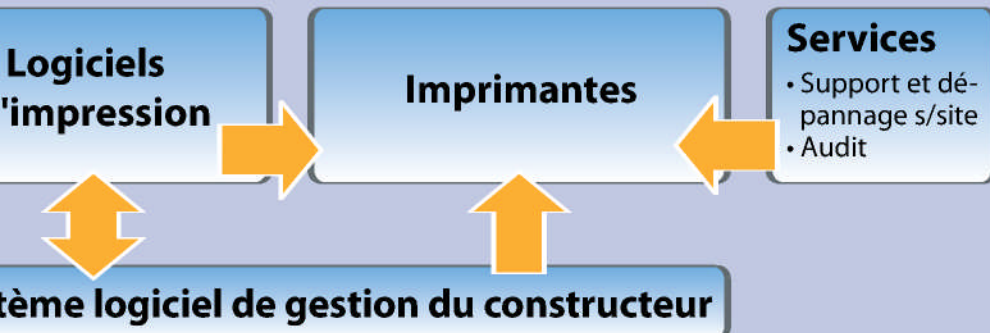 Logiciels
'impression
Imprimantes
Services
• Support et dé-
pannage s/site
• Audit
tème logiciel de gestion du constructeur